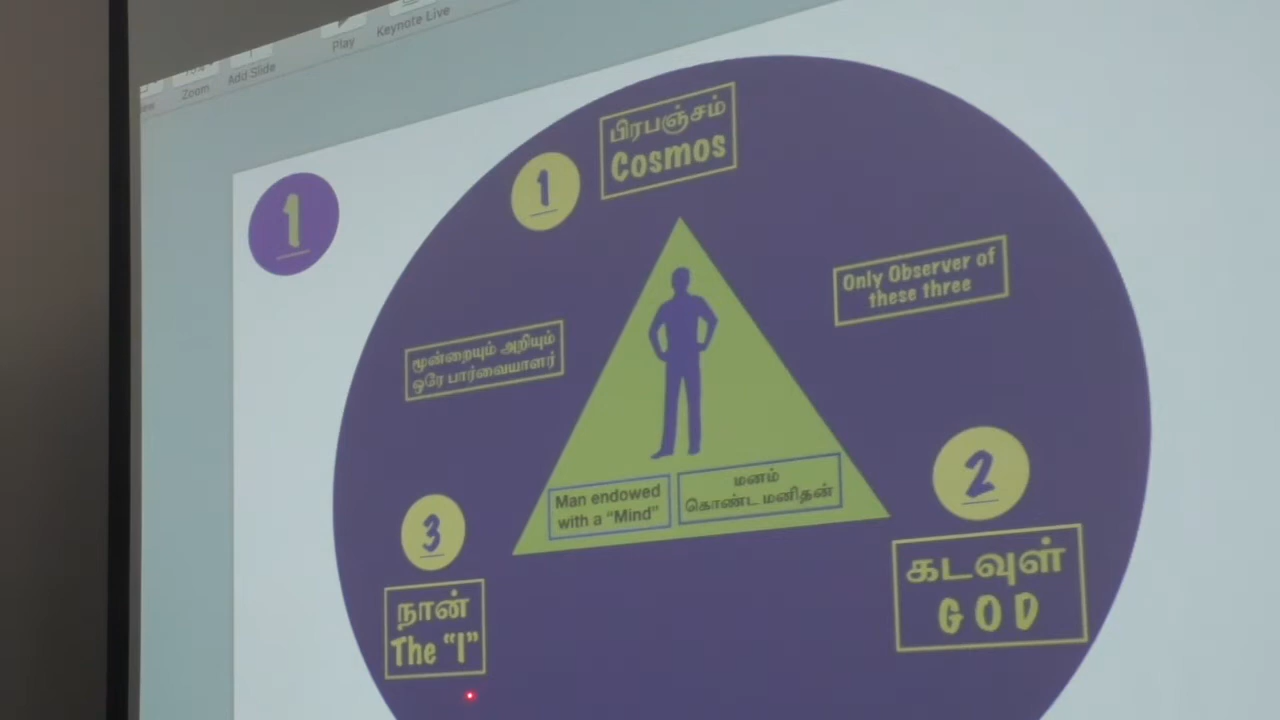 Play
Keynote Live
Zoom
Add Slide
1
பிரபஞ்சம்
Cosmos
1
Only Observer of
these three
மூன்றையும் அறியும்
ஒரே பார்வையாளர்
Man endowed
with a “Mind”
மனம்
கொண்ட மனிதன்
2
கடவுள்
GOD
3
நான்
The “I”